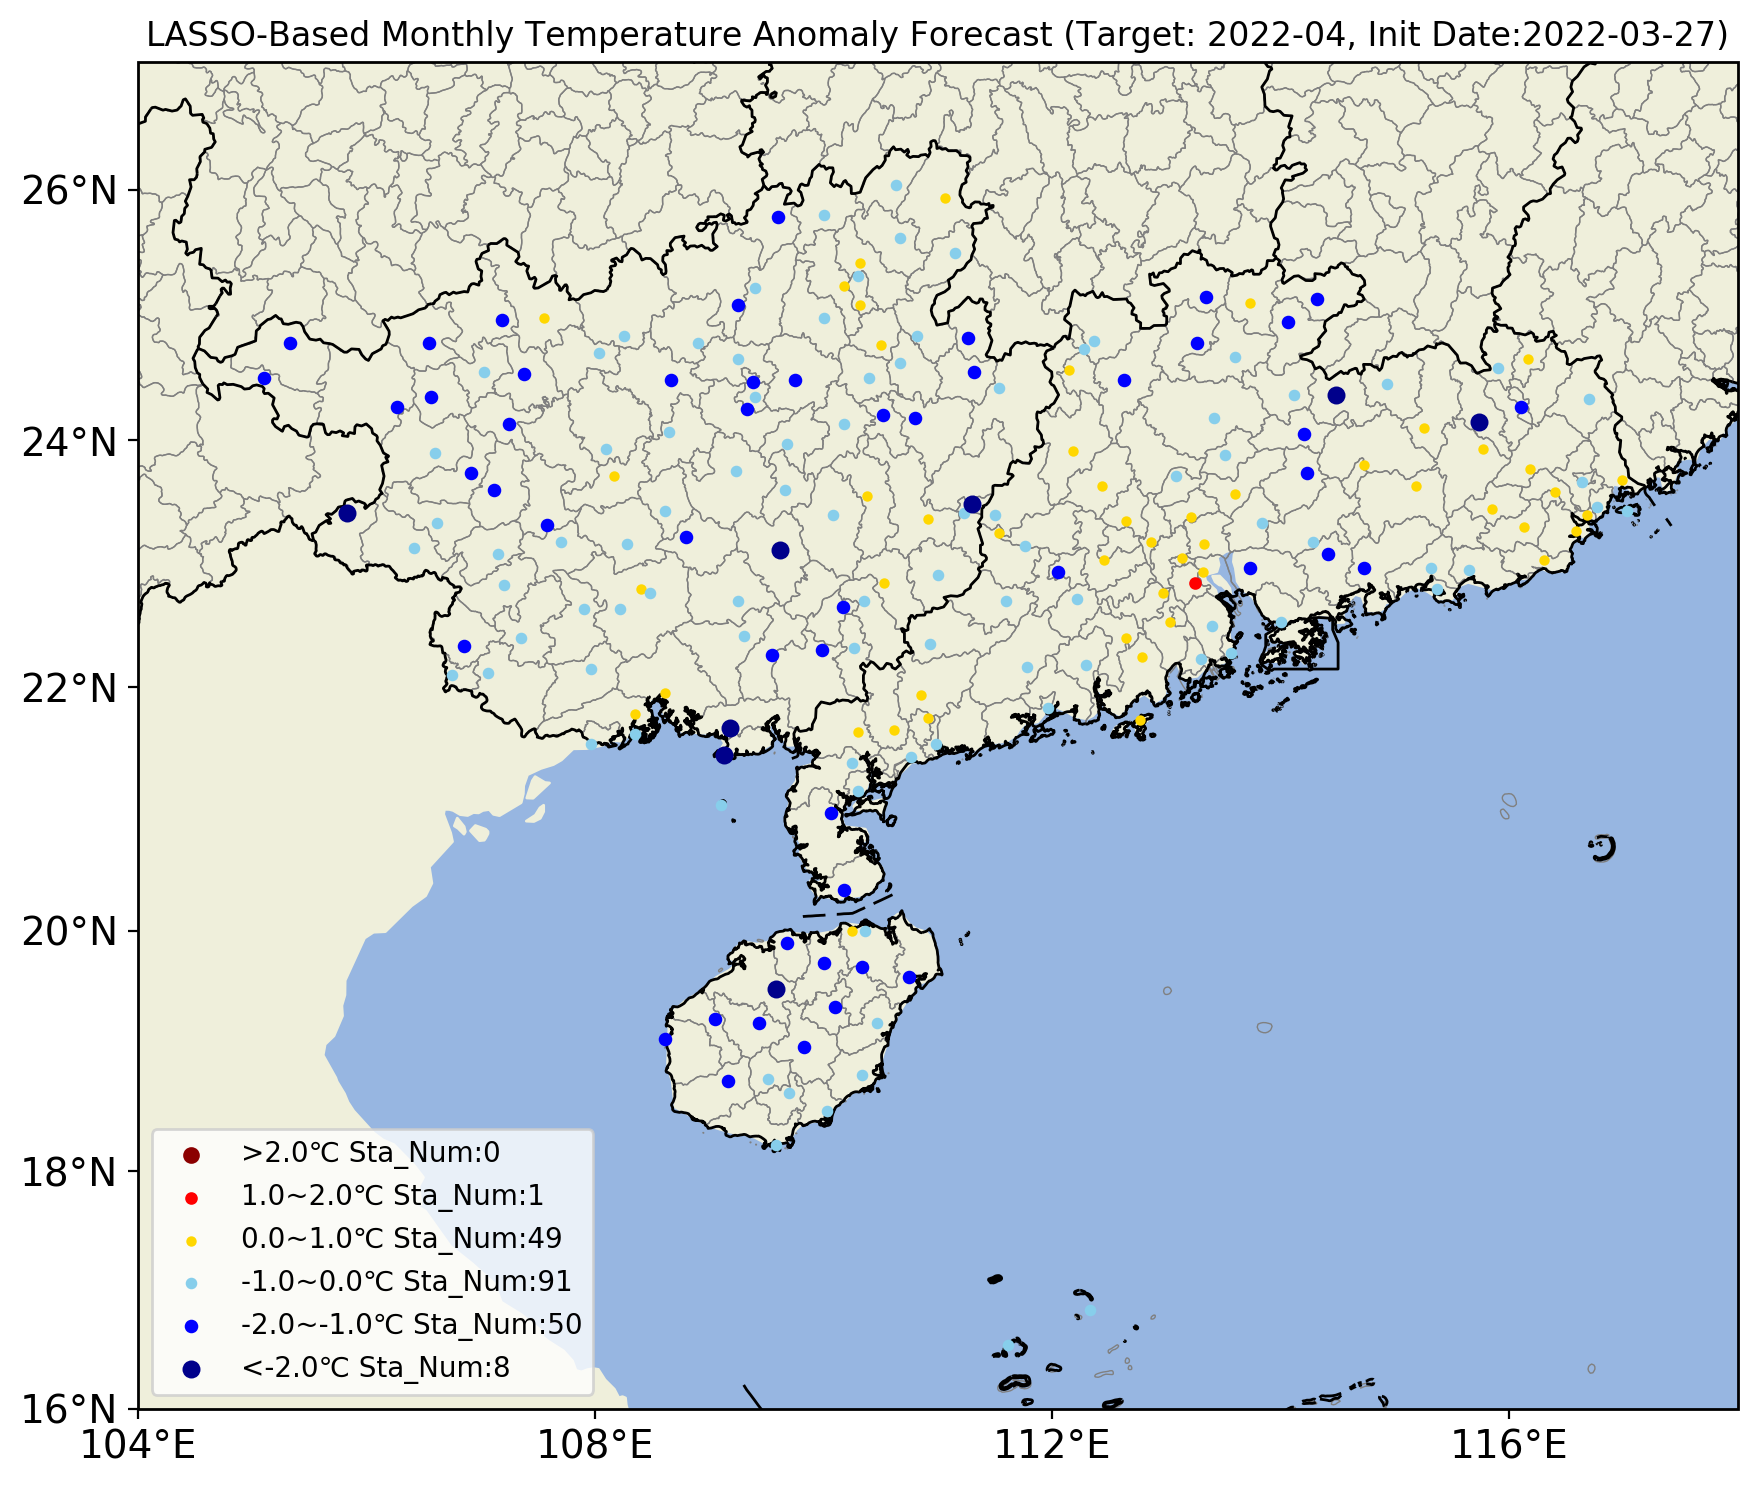 LASSO-Based Monthly Temperature Anomaly Forecast (Target: 2022-04, Init Date:2022-03-27)
26°N
24°N
22°N
20°N
18°N
16°N
>2.0℃ Sta_Num:0
1.0~2.0℃ Sta_Num:1
0.0~1.0℃ Sta_Num:49
-1.0~0.0℃ Sta_Num:91
-2.0~-1.0℃ Sta_Num:50
<-2.0℃ Sta_Num:8
104°E
108°E
112°E
116°E